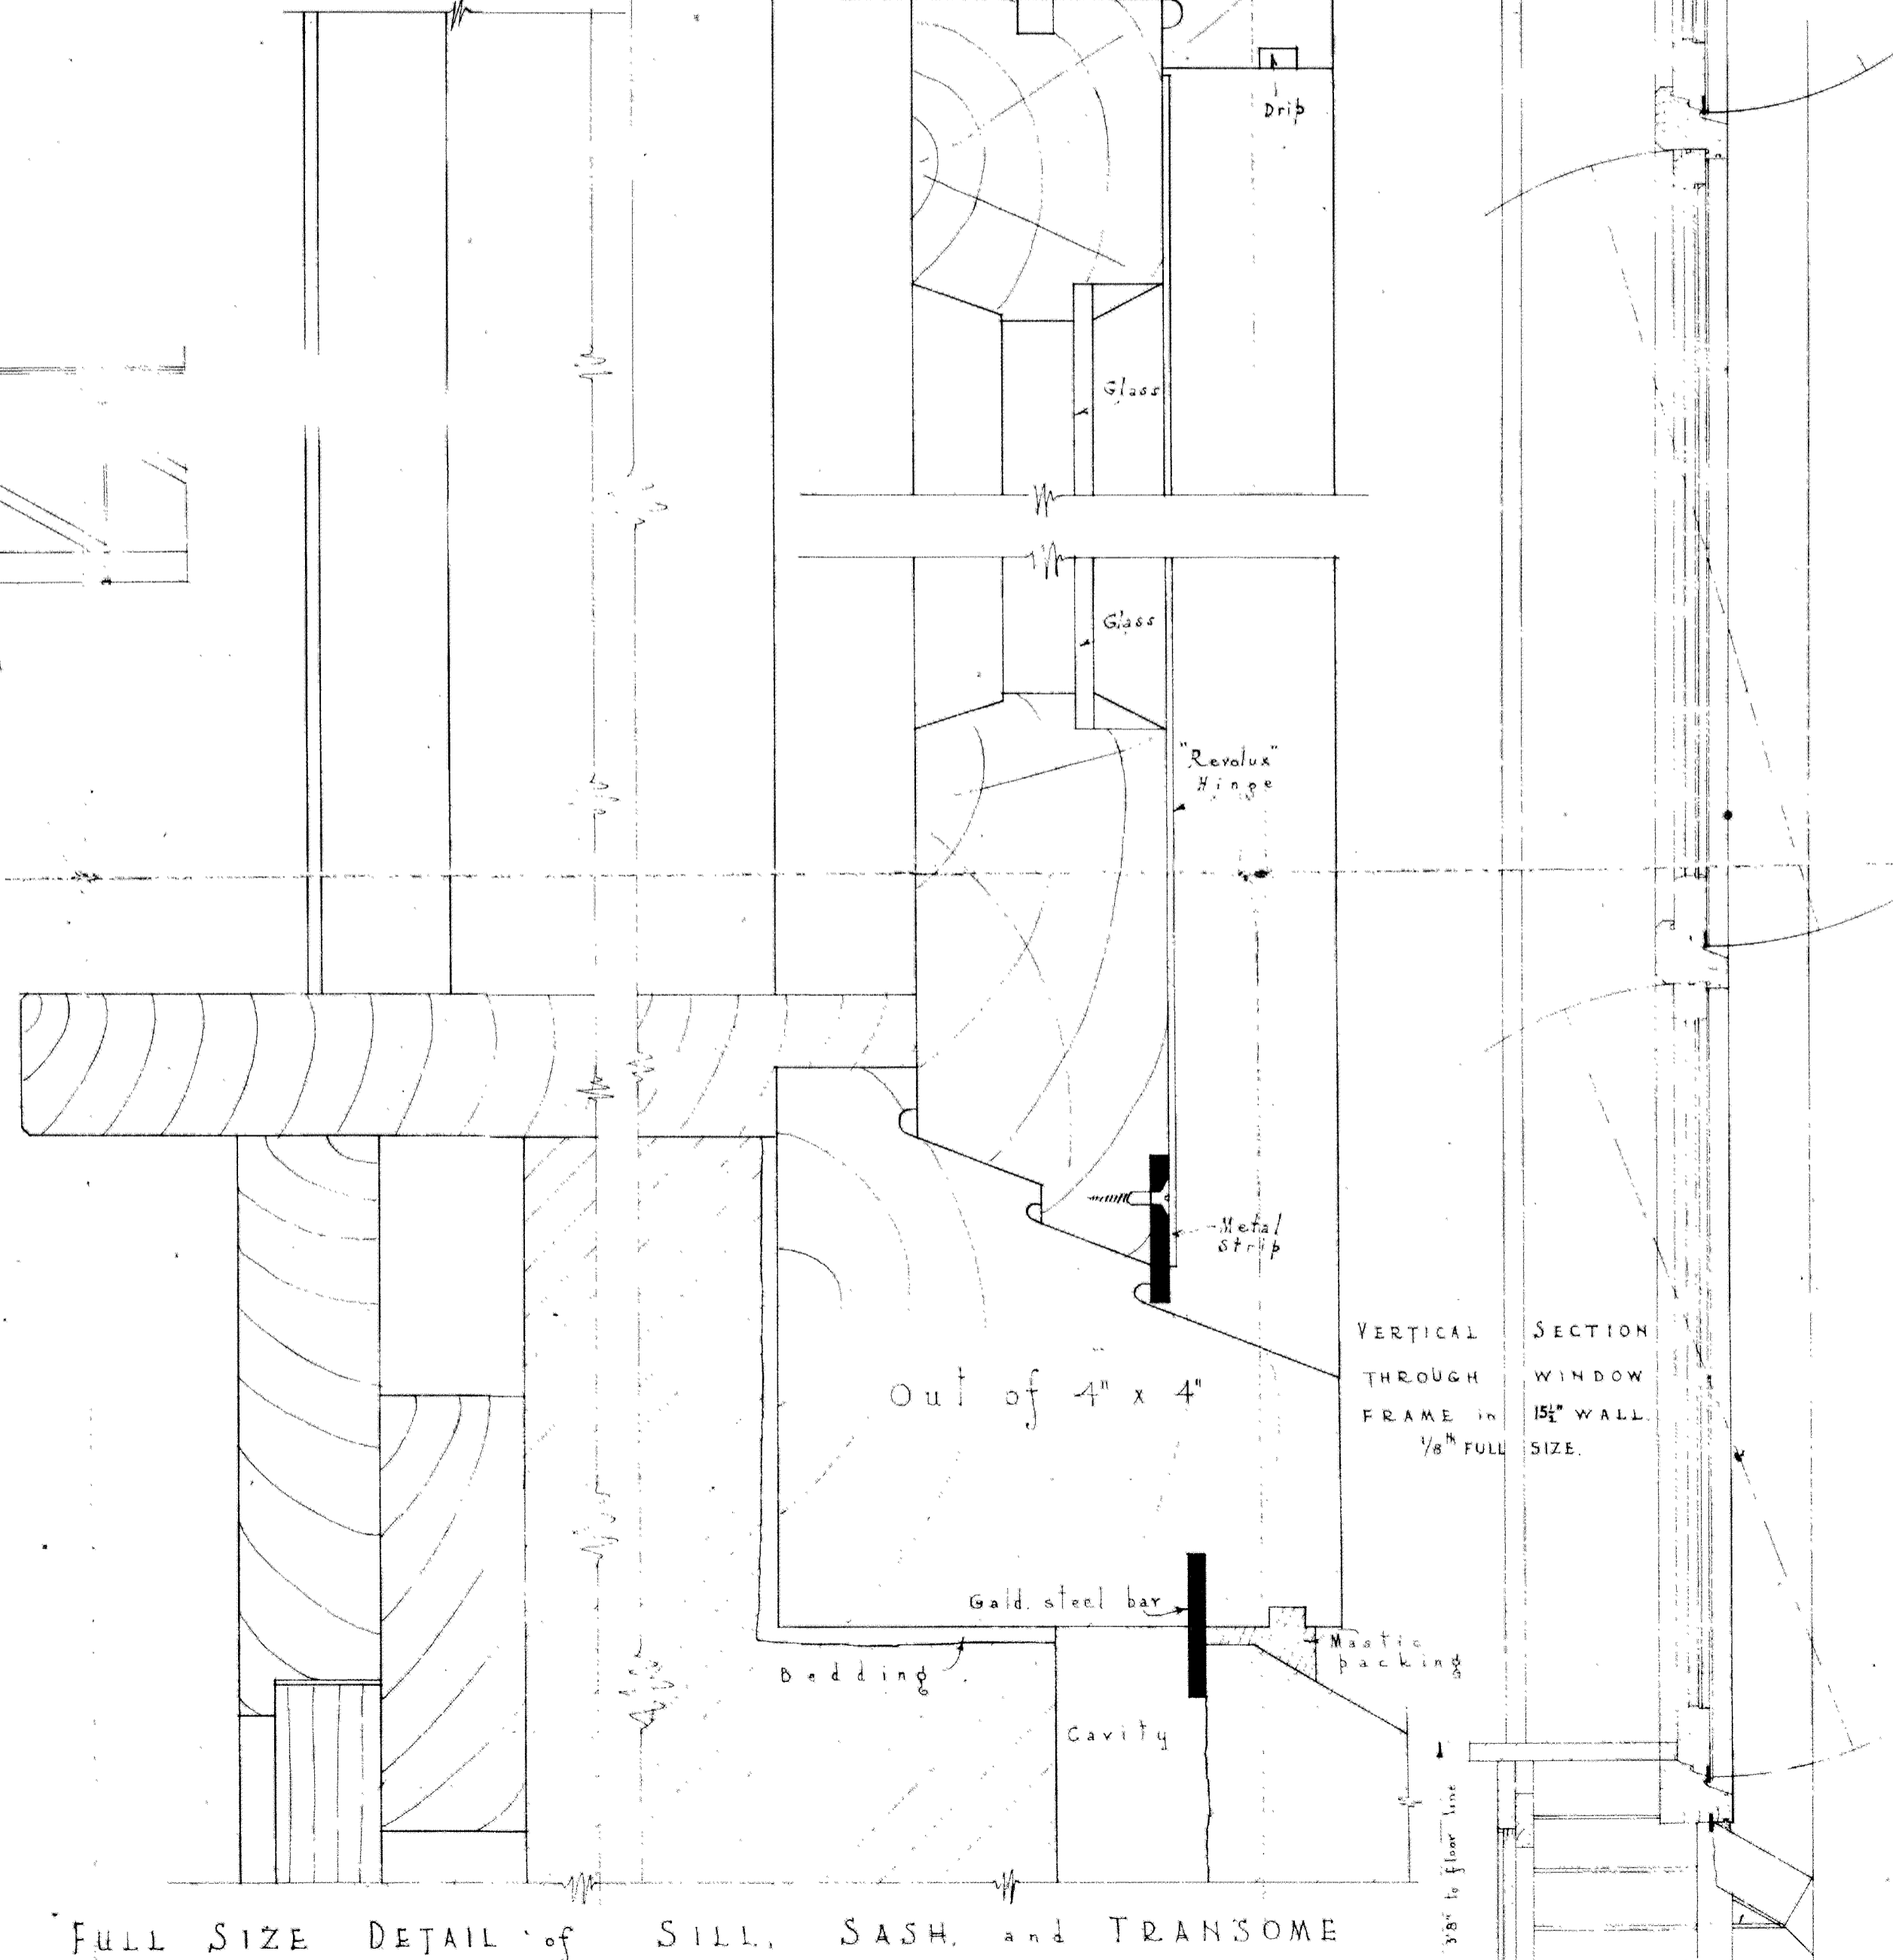 Drip
Glass
Glass
"Revolux"
Hinge
Metal
strip
VERTICAL SECTION
THROUGH WINDOW
FRAME in 15½" WALL.
1/8th FULL SIZE.
Out of 4" x 4"
Gald. steel bar
Mastic
packing
Bedding.
Cavity
3'8" to floor line
FULL SIZE DETAIL of SILL, SASH, and TRANSOME